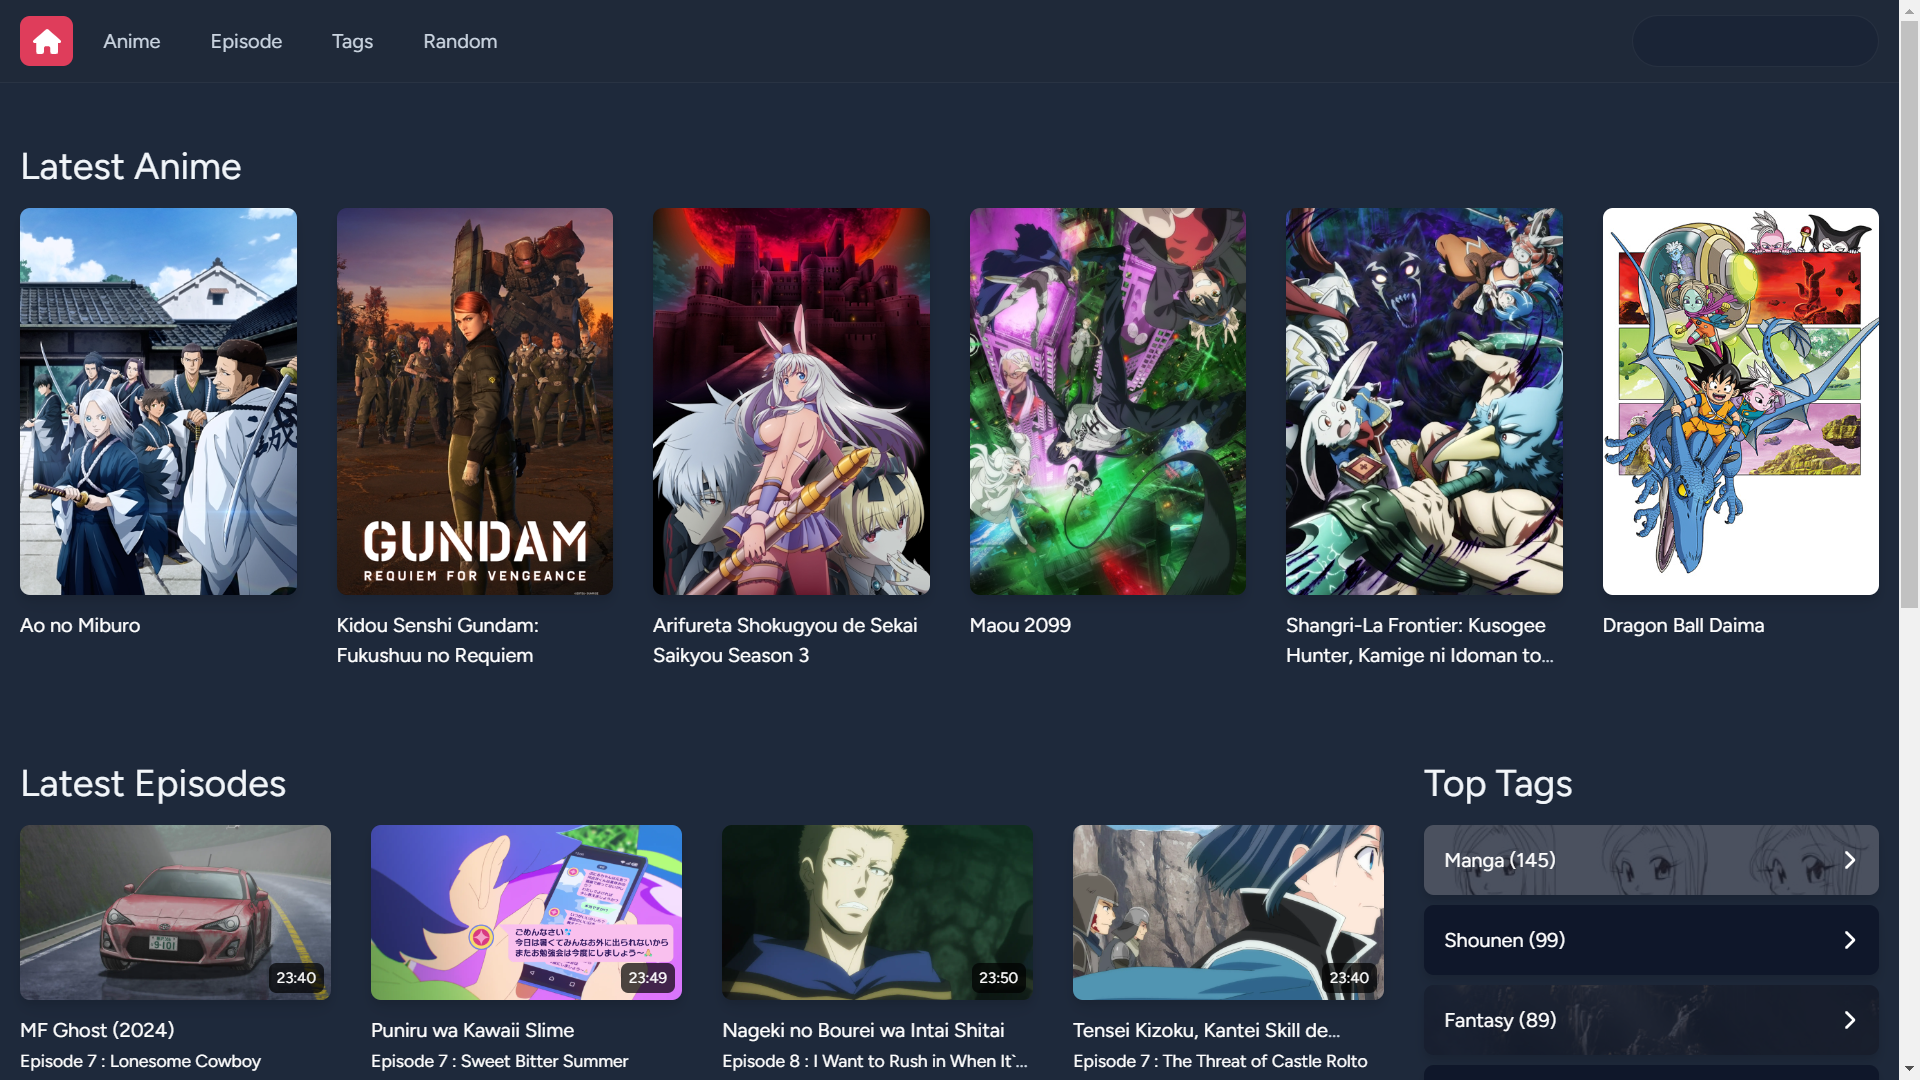 Anime
Episode
Tags
Random
Latest Anime
GUNDAM
REQUIEM FOR VENGEANCE
Ao no Miburo
Kidou Senshi Gundam:
Fukushuu no Requiem
Arifureta Shokugyou de Sekai
Saikyou Season 3
Maou 2099
Shangri-La Frontier: Kusogee
Hunter, Kamige ni Idoman to...
Dragon Ball Daima
Latest Episodes
Top Tags
Manga (145)
Shounen (99)
Fantasy (89)
9-101
23:40
ごめんなさい
今日は暑くてみんなお外に出られないから
またお勉強会は今度にしましょう〜
23:49
23:50
23:40
MF Ghost (2024)
Episode 7 : Lonesome Cowboy
Puniru wa Kawaii Slime
Episode 7 : Sweet Bitter Summer
Nageki no Bourei wa Intai Shitai
Episode 8 : I Want to Rush in When It`...
Tensei Kizoku, Kantei Skill de...
Episode 7 : The Threat of Castle Rolto